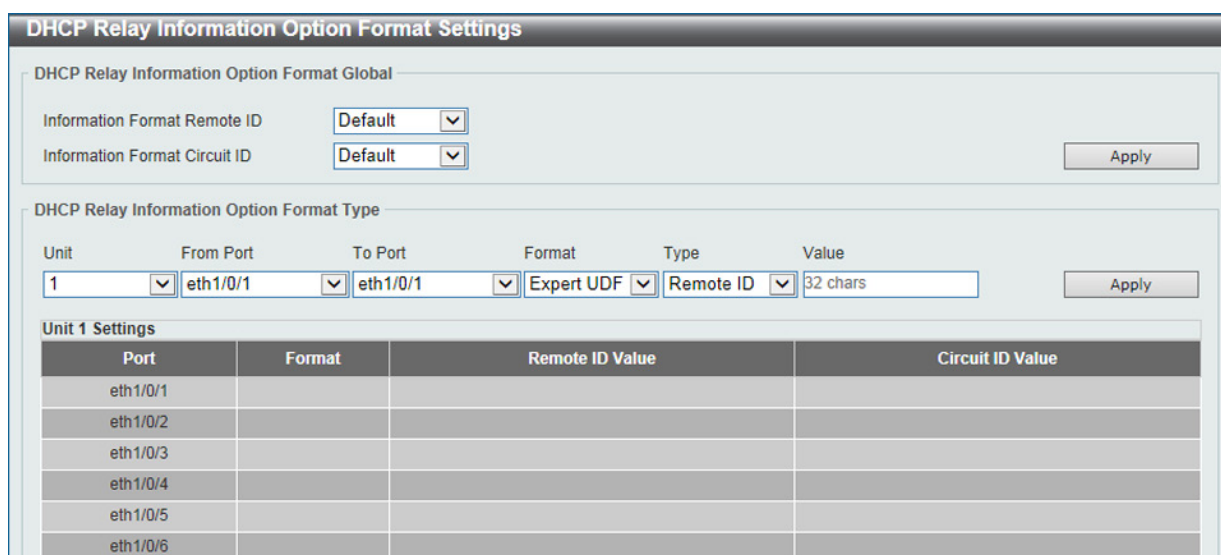 DHCP Relay Information Option Format Settings
DHCP Relay Information Option Format Global
Information Format Remote ID Default
Information Format Circuit ID Default Apply
DHCP Relay Information Option Format Type
Unit From Port To Port Format Type Value
1 eth1/0/1 eth1/0/1 Expert UDF Remote ID 32 chars Apply
Unit 1 Settings
Port Format Remote ID Value Circuit ID Value
eth1/0/1
eth1/0/2
eth1/0/3
eth1/0/4
eth1/0/5
eth1/0/6